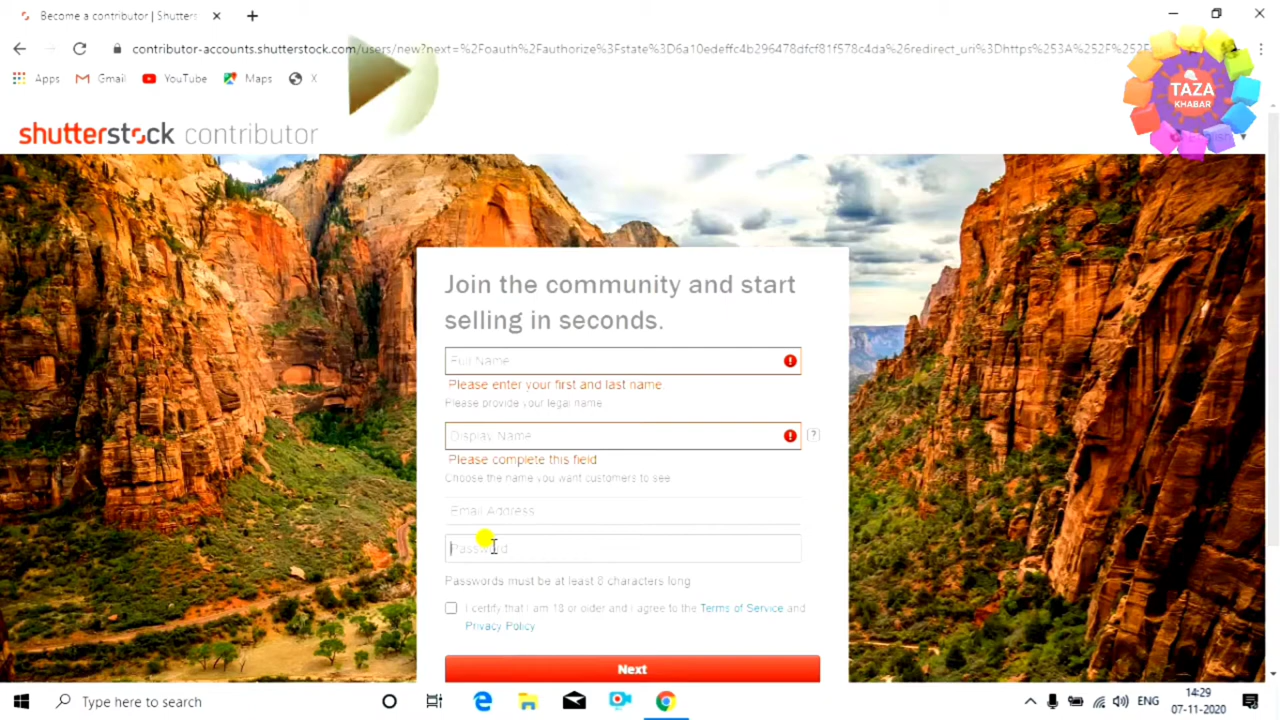 Become a contributor | Shutters
contributor-accounts.shutterstock.com/users/new?next=%2Foauth%2Fauthorize%3Fstate%3D6a10edeffc4b296478dfcf81f578c4da%26redirect_uri%3Dhttps%253A%252F%252F
Apps
Gmail
YouTube
Maps
X
TAZA
KHABAR
shutterstock contributor
Join the community and start
selling in seconds.
Full Name
Please enter your first and last name
Please provide your legal name
Display Name
?
Please complete this field
Choose the name you want customers to see
Email Address
Password
Passwords must be at least 8 characters long
I certify that I am 18 or older and I agree to the Terms of Service and
Privacy Policy
Next
Type here to search
ENG
14:29
07-11-2020